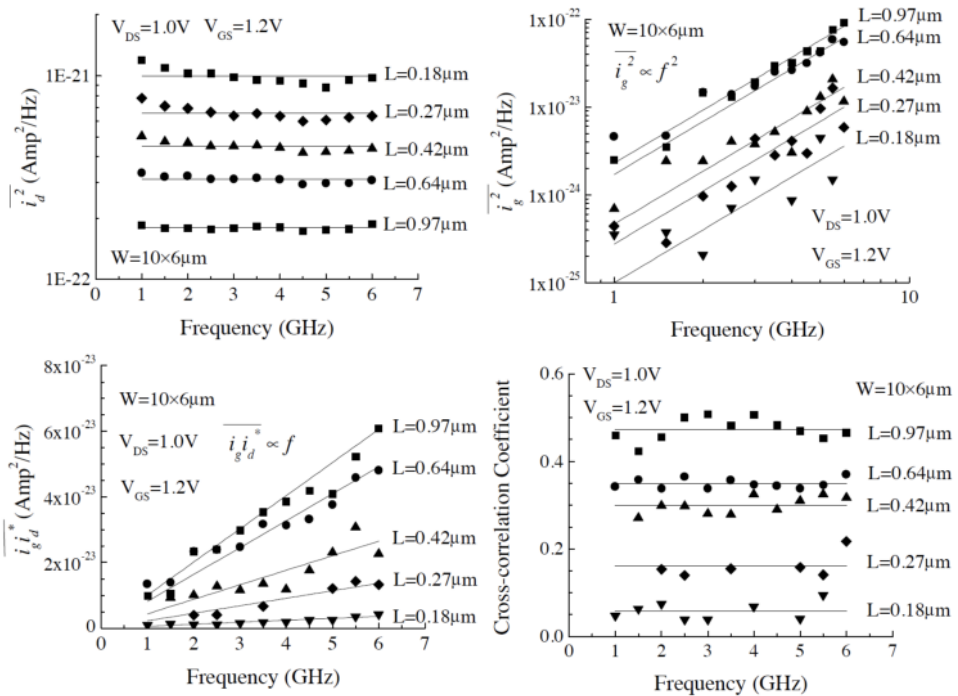 V_DS=1.0V V_GS=1.2V
1E-21
L=0.18µm
L=0.27µm
L=0.42µm
L=0.64µm
L=0.97µm
W=10×6µm
1E-22
0 1 2 3 4 5 6 7
Frequency (GHz)
i_d^2 (Amp^2/Hz)
1x10^-22
W=10×6µm
i_g^2 ∝ f^2
L=0.97µm
L=0.64µm
L=0.42µm
L=0.27µm
L=0.18µm
1x10^-23
1x10^-24
V_DS=1.0V
V_GS=1.2V
1x10^-25
1 10
Frequency (GHz)
i_g^2 (Amp^2/Hz)
8x10^-23
W=10×6µm
V_DS=1.0V
i_g i_d^* ∝ f
V_GS=1.2V
L=0.97µm
L=0.64µm
L=0.42µm
L=0.27µm
L=0.18µm
6x10^-23
4x10^-23
2x10^-23
0
0 1 2 3 4 5 6 7
Frequency (GHz)
i_g i_d^* (Amp^2/Hz)
0.6
V_DS=1.0V
V_GS=1.2V
W=10×6µm
L=0.97µm
L=0.64µm
L=0.42µm
L=0.27µm
L=0.18µm
0.4
0.2
0.0
0 1 2 3 4 5 6 7
Frequency (GHz)
Cross-correlation Coefficient